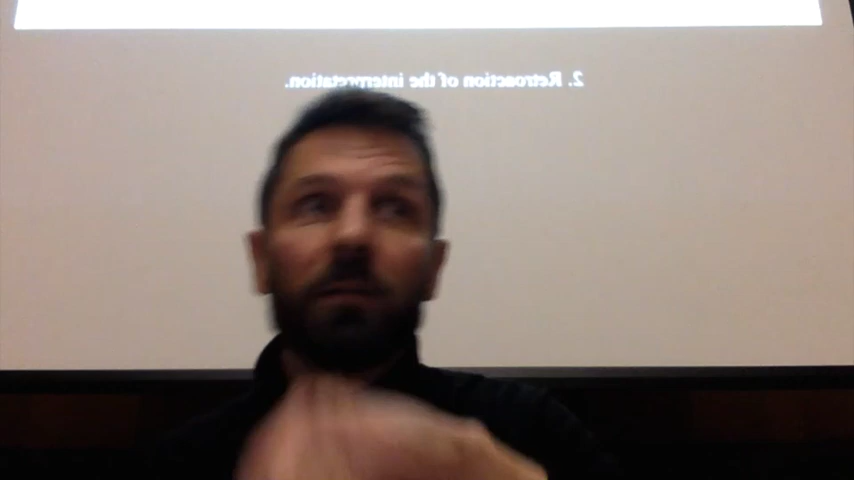 2. Retroaction of the interpretation.